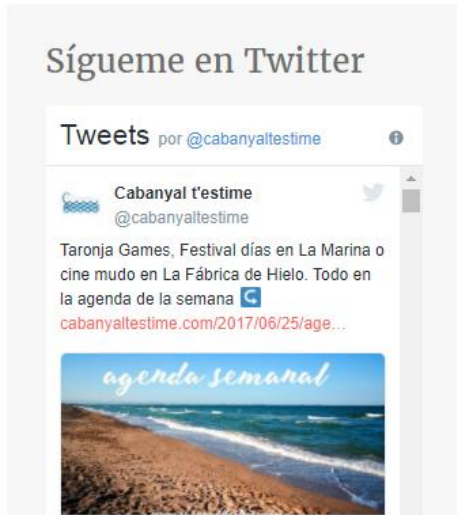 Sígueme en Twitter
Tweets por @cabanyaltestime
Cabanyal t'estime
@cabanyaltestime
Taronja Games, Festival días en La Marina o
cine mudo en La Fábrica de Hielo. Todo en
la agenda de la semana
cabanyaltestime.com/2017/06/25/age…
agenda semanal